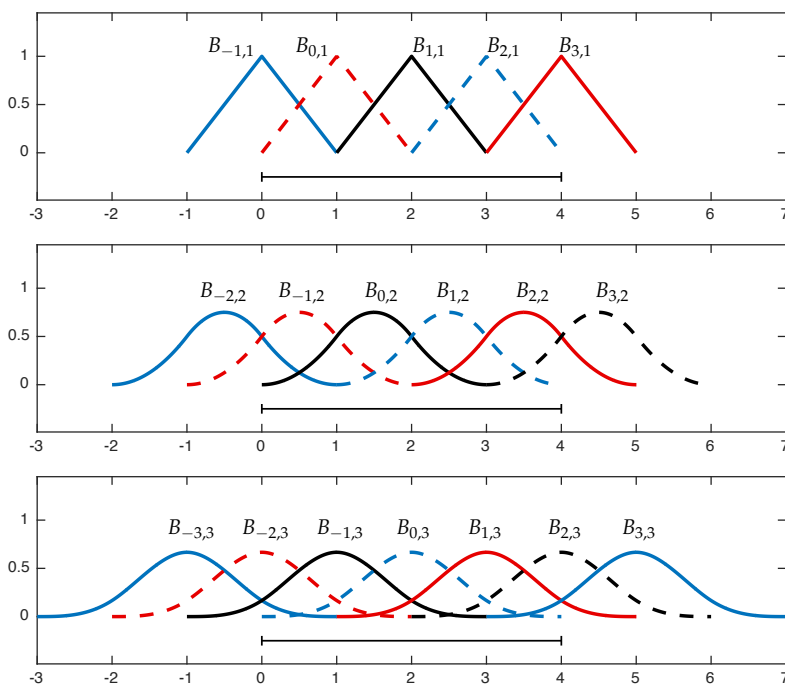 B₋₁,₁ B₀,₁ B₁,₁ B₂,₁ B₃,₁
1
0.5
0
-3 -2 -1 0 1 2 3 4 5 6 7
B₋₂,₂ B₋₁,₂ B₀,₂ B₁,₂ B₂,₂ B₃,₂
1
0.5
0
-3 -2 -1 0 1 2 3 4 5 6 7
B₋₃,₃ B₋₂,₃ B₋₁,₃ B₀,₃ B₁,₃ B₂,₃ B₃,₃
1
0.5
0
-3 -2 -1 0 1 2 3 4 5 6 7